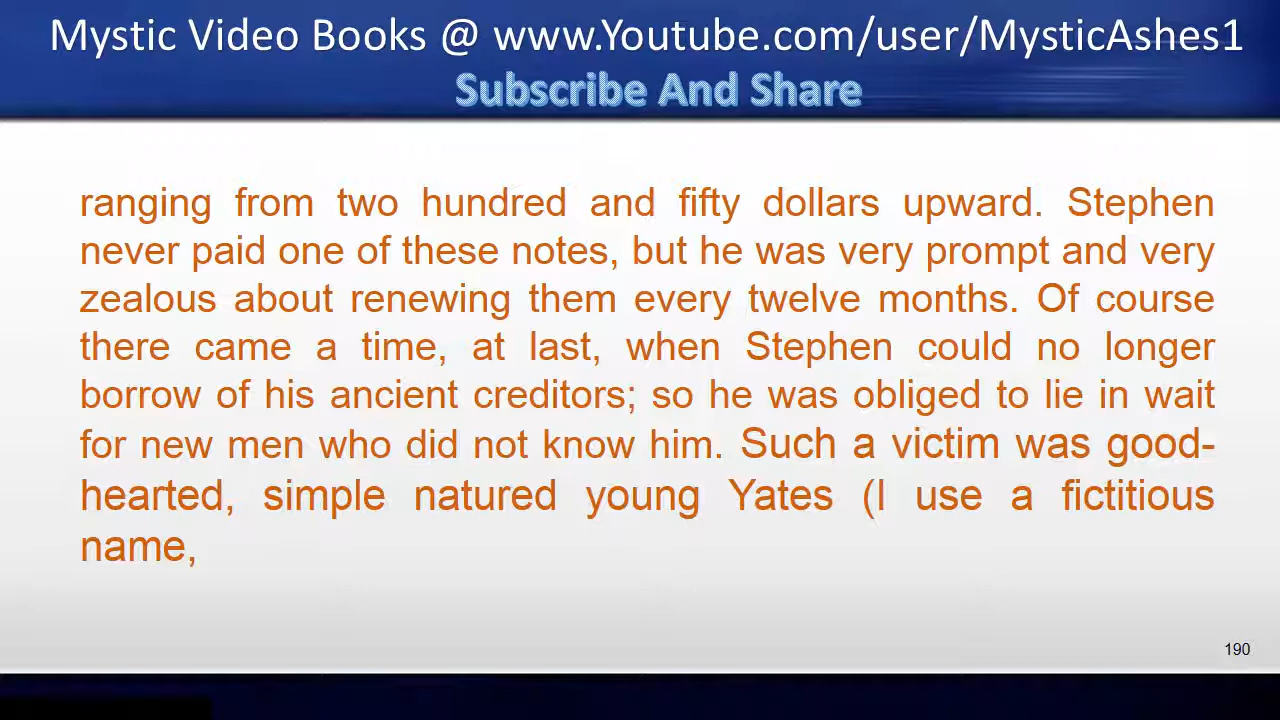 Mystic Video Books @ www.Youtube.com/user/MysticAshes1
Subscribe And Share
ranging from two hundred and fifty dollars upward. Stephen
never paid one of these notes, but he was very prompt and very
zealous about renewing them every twelve months. Of course
there came a time, at last, when Stephen could no longer
borrow of his ancient creditors; so he was obliged to lie in wait
for new men who did not know him. Such a victim was good-
hearted, simple natured young Yates (I use a fictitious
name,
190